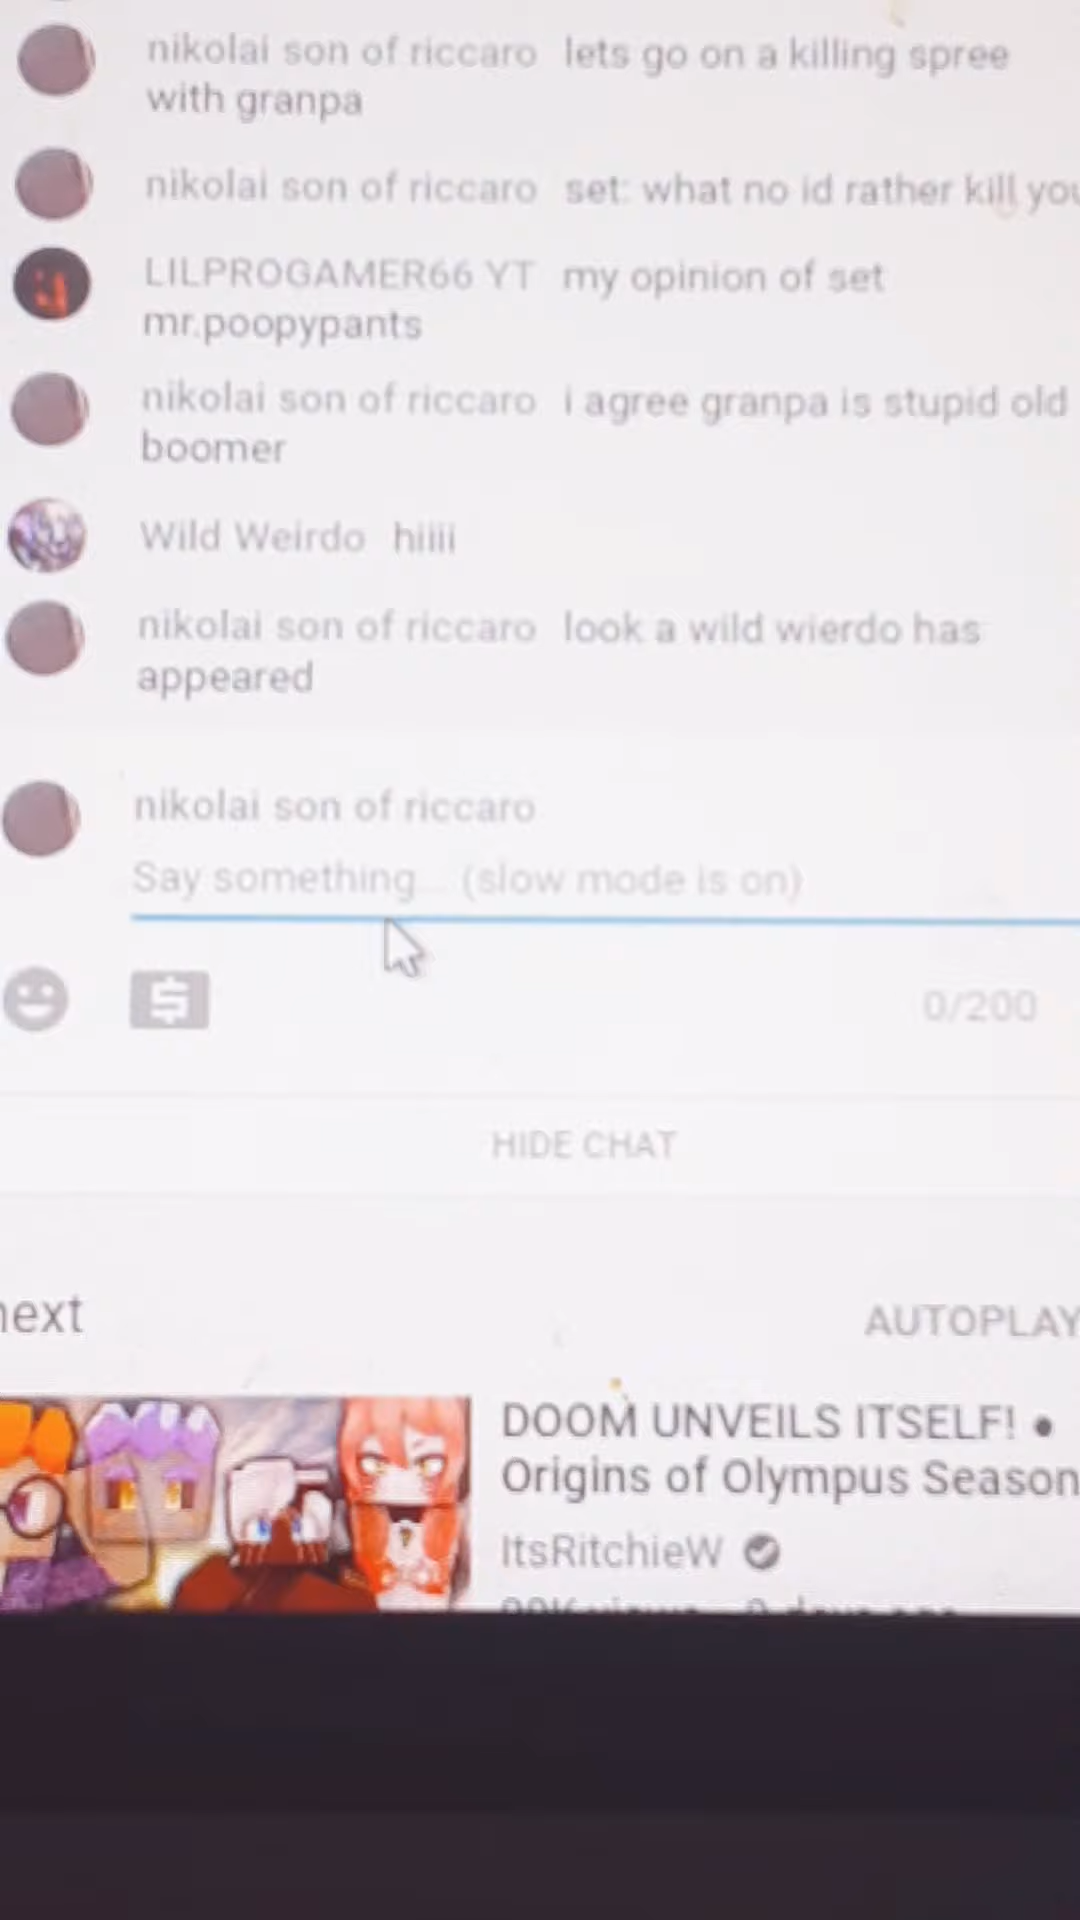 nikolai son of riccaro lets go on a killing spree
with granpa
nikolai son of riccaro set: what no id rather kill you
LILPROGAMER66 YT my opinion of set
mr.poopypants
nikolai son of riccaro i agree granpa is stupid old
boomer
Wild Weirdo hiiii
nikolai son of riccaro look a wild wierdo has
appeared
nikolai son of riccaro
Say something... (slow mode is on)
0/200
HIDE CHAT
next
AUTOPLAY
DOOM UNVEILS ITSELF! •
Origins of Olympus Season
ItsRitchieW